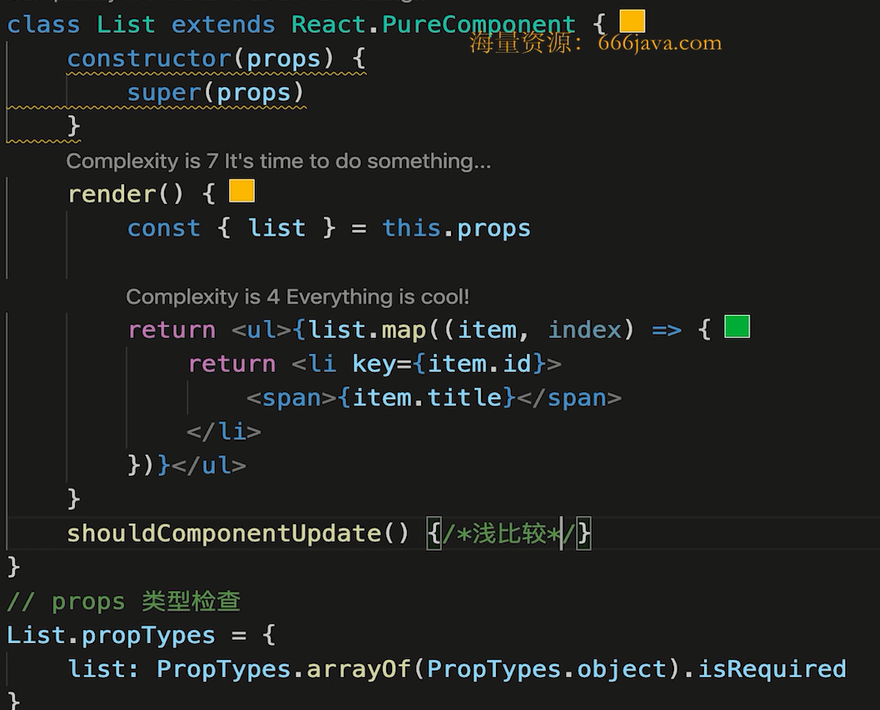 class List extends React.PureComponent {
海量资源：666java.com
constructor(props) {
super(props)
}
Complexity is 7 It's time to do something...
render() {
const { list } = this.props
Complexity is 4 Everything is cool!
return <ul>{list.map((item, index) => {
return <li key={item.id}>
<span>{item.title}</span>
</li>
})}</ul>
}
shouldComponentUpdate() {/*浅比较*/}
}
// props 类型检查
List.propTypes = {
list: PropTypes.arrayOf(PropTypes.object).isRequired
}